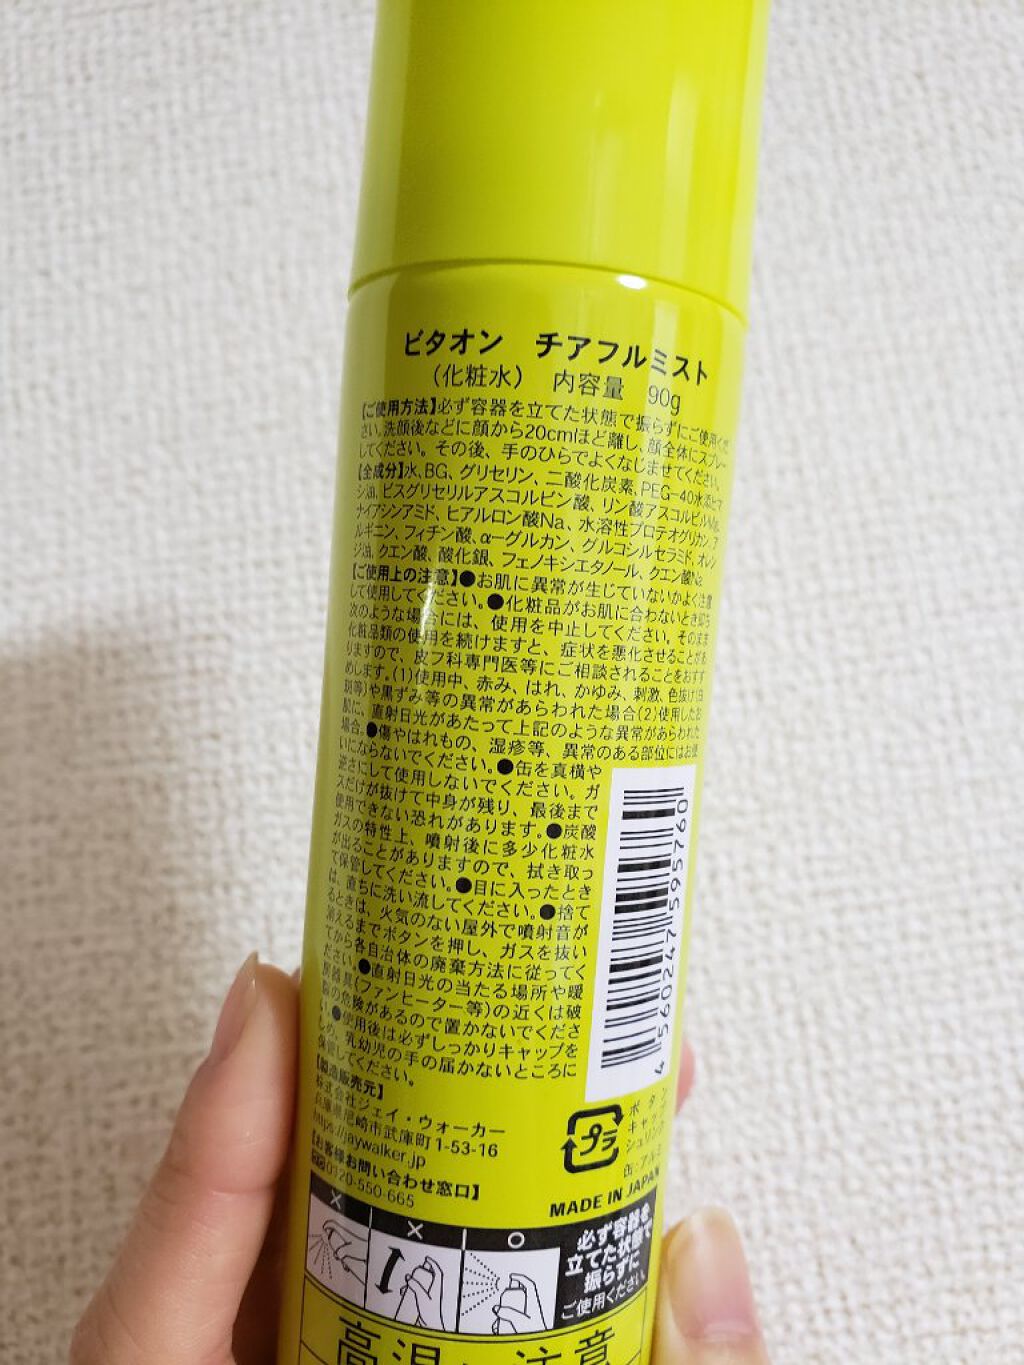 ビタオン　チアフルミスト
（化粧水）　内容量　90g
【ご使用方法】必ず容器を立てた状態で振らずにご使用くだ
さい。洗顔後などに顔から20cmほど離し、顔全体にスプレー
してください。その後、手のひらでよくなじませてください。
【全成分】水、BG、グリセリン、二酸化炭素、PEG-40水添ヒマ
シ油、ビスグリセリルアスコルビン酸、リン酸アスコルビルMg、
ナイアシンアミド、ヒアルロン酸Na、水溶性プロテオグリカン、ア
ルギニン、フィチン酸、α-グルカン、グルコシルセラミド、オレン
ジ油、クエン酸、酸化銀、フェノキシエタノール、クエン酸Na
【ご使用上の注意】●お肌に異常が生じていないかよく注意
して使用してください。●化粧品がお肌に合わないとき即ち
次のような場合には、使用を中止してください。そのまま
化粧品類の使用を続けますと、症状を悪化させることがあ
りますので、皮フ科専門医等にご相談されることをおすす
めします。(1)使用中、赤み、はれ、かゆみ、刺激、色抜け(白
斑等)や黒ずみ等の異常があらわれた場合(2)使用したお
肌に、直射日光があたって上記のような異常があらわれた
場合。●傷やはれもの、湿疹等、異常のある部位にはお使
いにならないでください。●缶を真横や
逆さにして使用しないでください。ガ
スだけが抜けて中身が残り、最後まで
使用できない恐れがあります。●炭酸
ガスの特性上、噴射後に多少化粧水
が出ることがありますので、拭き取っ
て保管してください。●目に入ったとき
は、直ちに洗い流してください。●捨て
るときは、火気のない屋外で噴射音が
消えるまでボタンを押し、ガスを抜い
てから各自治体の廃棄方法に従ってく
ださい。●直射日光の当たる場所や暖
房器具(ファンヒーター等)の近くは破
裂の危険があるので置かないでくださ
い。●使用後は必ずしっかりキャップを
しめ、乳幼児の手の届かないところに
保管してください。
【製造販売元】
株式会社ジェイ・ウォーカー
兵庫県尼崎市武庫町1-53-16
https://jaywalker.jp
【お客様お問い合わせ窓口】
0120-550-665
4 560247 595760
プラ
ボタン
キャップ
シュリンク
缶:アルミ
MADE IN JAPAN
必ず容器を
立てた状態で
振らずに
ご使用ください。
高温に注意